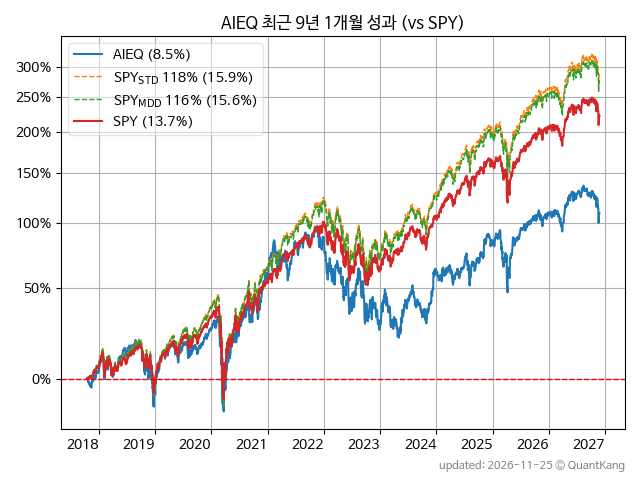 AIEQ 최근 9년 1개월 성과 (vs SPY)
AIEQ (8.5%)
SPY_STD 118% (15.9%)
SPY_MDD 116% (15.6%)
SPY (13.7%)
300%
250%
200%
150%
100%
50%
0%
2018 2019 2020 2021 2022 2023 2024 2025 2026 2027
updated: 2026-11-25 © QuantKang